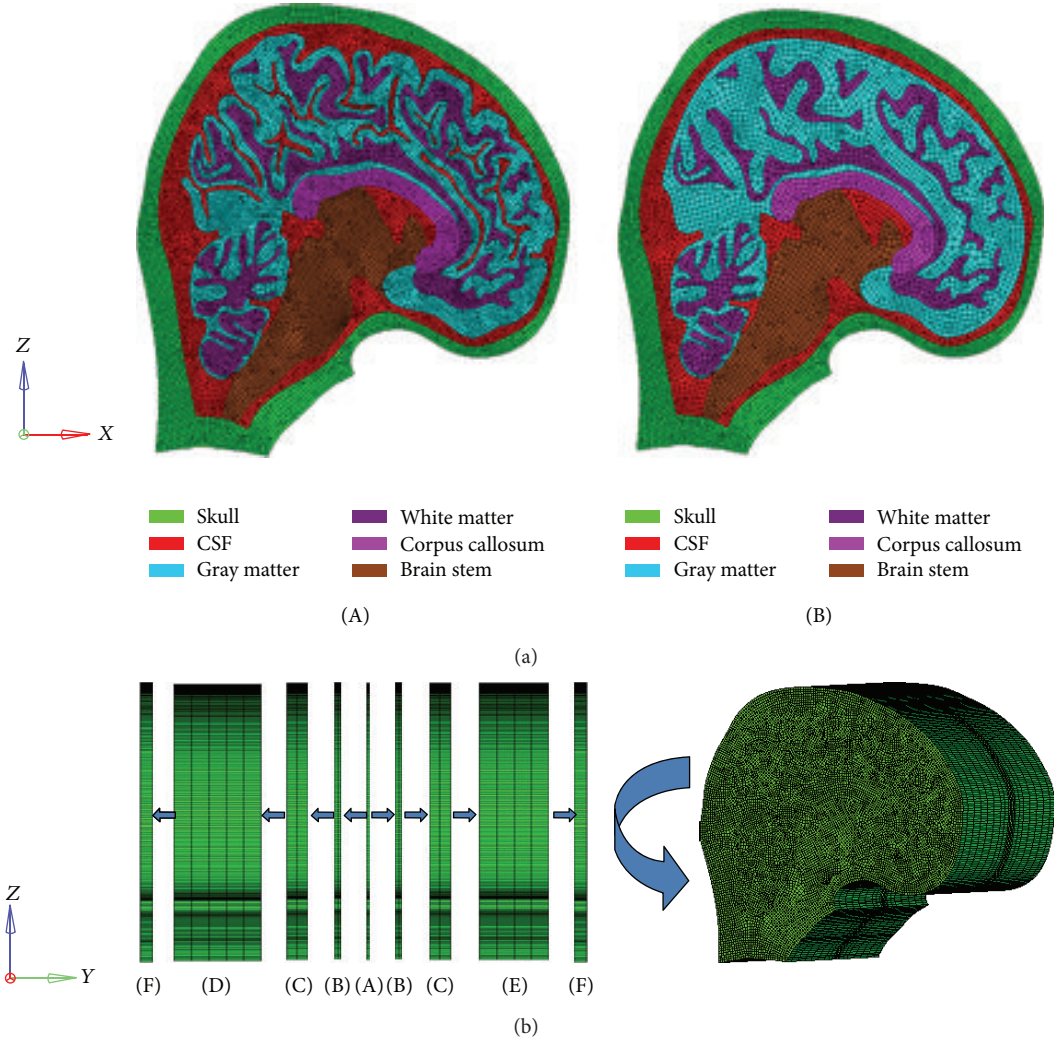 Z
X
Skull
CSF
Gray matter
White matter
Corpus callosum
Brain stem
(A)
Skull
CSF
Gray matter
White matter
Corpus callosum
Brain stem
(B)
(a)
Z
Y
(F) (D) (C) (B) (A) (B) (C) (E) (F)
(b)